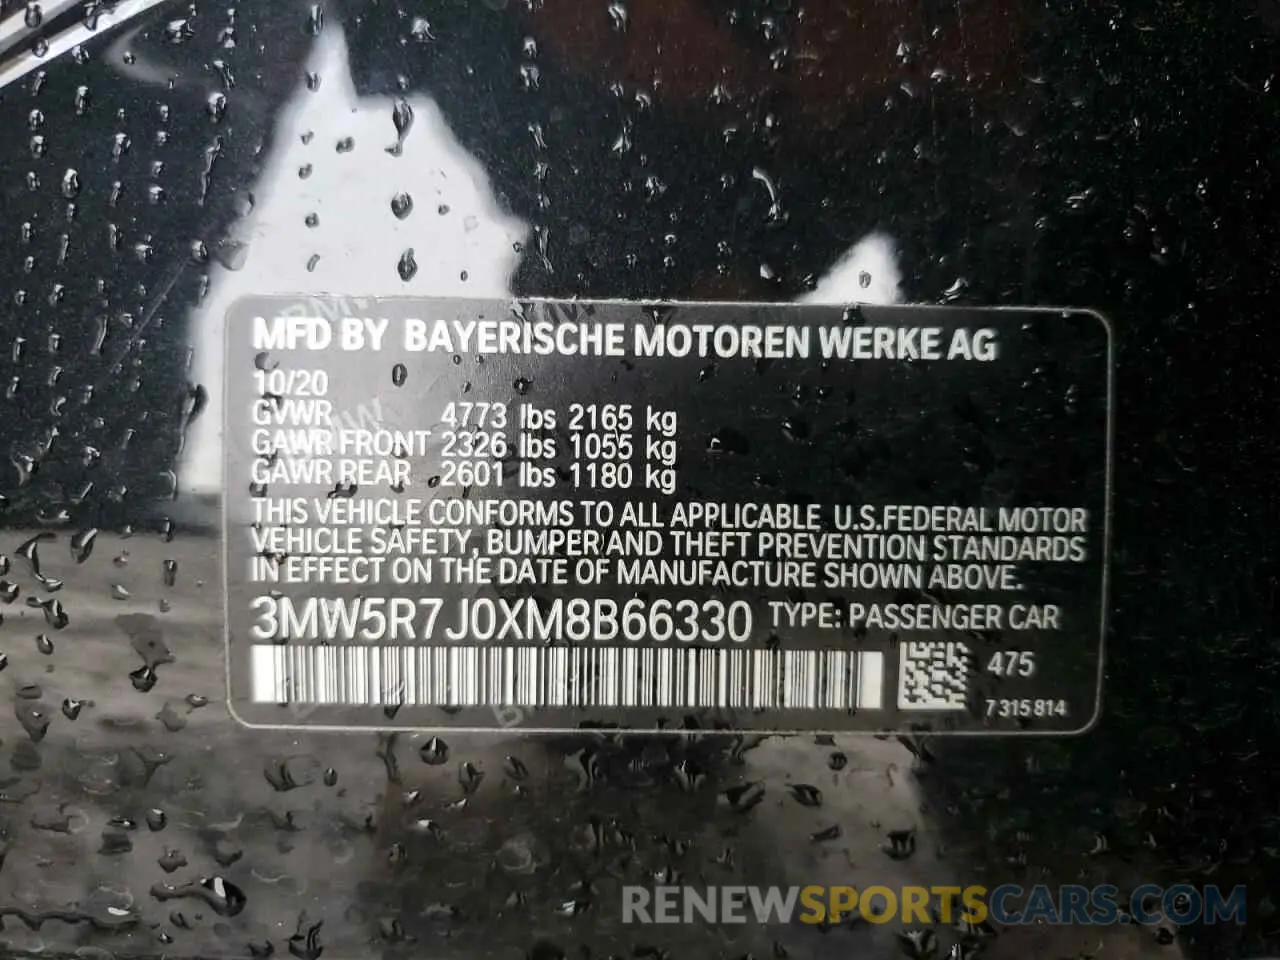 MFD BY BAYERISCHE MOTOREN WERKE AG
10/20
GVWR 4773 lbs 2165 kg
GAWR FRONT 2326 lbs 1055 kg
GAWR REAR 2601 lbs 1180 kg
THIS VEHICLE CONFORMS TO ALL APPLICABLE U.S.FEDERAL MOTOR
VEHICLE SAFETY, BUMPER AND THEFT PREVENTION STANDARDS
IN EFFECT ON THE DATE OF MANUFACTURE SHOWN ABOVE.
3MW5R7J0XM8B66330 TYPE: PASSENGER CAR
475
7 315 814
RENEWSPORTSCARS.COM